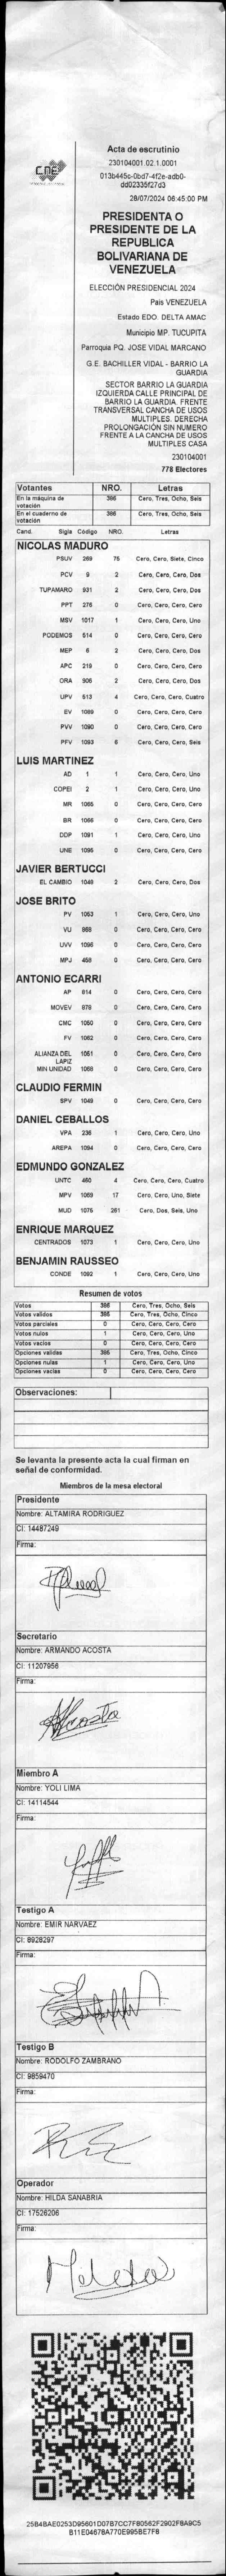 CNE
Acta de escrutinio
230104001.02.1.0001
013b445c-0bd7-4f2e-adb0-
dd02335f27d3
28/07/2024 06:45:00 PM
PRESIDENTA O
PRESIDENTE DE LA
REPUBLICA
BOLIVARIANA DE
VENEZUELA
ELECCIÓN PRESIDENCIAL 2024
País VENEZUELA
Estado EDO. DELTA AMAC
Municipio MP. TUCUPITA
Parroquia PQ. JOSE VIDAL MARCANO
G.E. BACHILLER VIDAL - BARRIO LA
GUARDIA
SECTOR BARRIO LA GUARDIA
IZQUIERDA CALLE PRINCIPAL DE
BARRIO LA GUARDIA. FRENTE
TRANSVERSAL CANCHA DE USOS
MULTIPLES. DERECHA
PROLONGACIÓN SIN NUMERO
FRENTE A LA CANCHA DE USOS
MULTIPLES CASA
230104001
778 Electores
Votantes NRO. Letras
En la máquina de votación 386 Cero, Tres, Ocho, Seis
En el cuaderno de votación 386 Cero, Tres, Ocho, Seis
Cand. Sigla Código NRO. Letras
NICOLAS MADURO
PSUV 269 75 Cero, Cero, Siete, Cinco
PCV 9 2 Cero, Cero, Cero, Dos
TUPAMARO 931 2 Cero, Cero, Cero, Dos
PPT 276 0 Cero, Cero, Cero, Cero
MSV 1017 1 Cero, Cero, Cero, Uno
PODEMOS 514 0 Cero, Cero, Cero, Cero
MEP 6 2 Cero, Cero, Cero, Dos
APC 219 0 Cero, Cero, Cero, Cero
ORA 906 2 Cero, Cero, Cero, Dos
UPV 613 4 Cero, Cero, Cero, Cuatro
EV 1089 0 Cero, Cero, Cero, Cero
PVV 1090 0 Cero, Cero, Cero, Cero
PFV 1093 6 Cero, Cero, Cero, Seis
LUIS MARTINEZ
AD 1 1 Cero, Cero, Cero, Uno
COPEI 2 1 Cero, Cero, Cero, Uno
MR 1065 0 Cero, Cero, Cero, Cero
BR 1066 0 Cero, Cero, Cero, Cero
DDP 1091 1 Cero, Cero, Cero, Uno
UNE 1095 0 Cero, Cero, Cero, Cero
JAVIER BERTUCCI
EL CAMBIO 1048 2 Cero, Cero, Cero, Dos
JOSE BRITO
PV 1053 1 Cero, Cero, Cero, Uno
VU 968 0 Cero, Cero, Cero, Cero
UVV 1096 0 Cero, Cero, Cero, Cero
MPJ 458 0 Cero, Cero, Cero, Cero
ANTONIO ECARRI
AP 814 0 Cero, Cero, Cero, Cero
MOVEV 878 0 Cero, Cero, Cero, Cero
CMC 1050 0 Cero, Cero, Cero, Cero
FV 1062 0 Cero, Cero, Cero, Cero
ALIANZA DEL LAPIZ 1051 0 Cero, Cero, Cero, Cero
MIN UNIDAD 1068 0 Cero, Cero, Cero, Cero
CLAUDIO FERMIN
SPV 1049 0 Cero, Cero, Cero, Cero
DANIEL CEBALLOS
VPA 236 1 Cero, Cero, Cero, Uno
AREPA 1094 0 Cero, Cero, Cero, Cero
EDMUNDO GONZALEZ
UNTC 460 4 Cero, Cero, Cero, Cuatro
MPV 1069 17 Cero, Cero, Uno, Siete
MUD 1075 261 Cero, Dos, Seis, Uno
ENRIQUE MARQUEZ
CENTRADOS 1073 1 Cero, Cero, Cero, Uno
BENJAMIN RAUSSEO
CONDE 1092 1 Cero, Cero, Cero, Uno
Resumen de votos
Votos 386 Cero, Tres, Ocho, Seis
Votos validos 385 Cero, Tres, Ocho, Cinco
Votos parciales 0 Cero, Cero, Cero, Cero
Votos nulos 1 Cero, Cero, Cero, Uno
Votos vacios 0 Cero, Cero, Cero, Cero
Opciones validas 385 Cero, Tres, Ocho, Cinco
Opciones nulas 1 Cero, Cero, Cero, Uno
Opciones vacias 0 Cero, Cero, Cero, Cero
Observaciones:
Se levanta la presente acta la cual firman en
señal de conformidad.
Miembros de la mesa electoral
Presidente
Nombre: ALTAMIRA RODRIGUEZ
CI: 14487249
Firma:
Secretario
Nombre: ARMANDO ACOSTA
CI: 11207956
Firma:
Acosta
Miembro A
Nombre: YOLI LIMA
CI: 14114544
Firma:
Testigo A
Nombre: EMIR NARVAEZ
CI: 8928297
Firma:
Testigo B
Nombre: RODOLFO ZAMBRANO
CI: 9859470
Firma:
Operador
Nombre: HILDA SANABRIA
CI: 17526206
Firma:
25B4BAE0253D95601D07B7CC7F80562F2902F8A9C5
B11E04678A770E995BE7F8